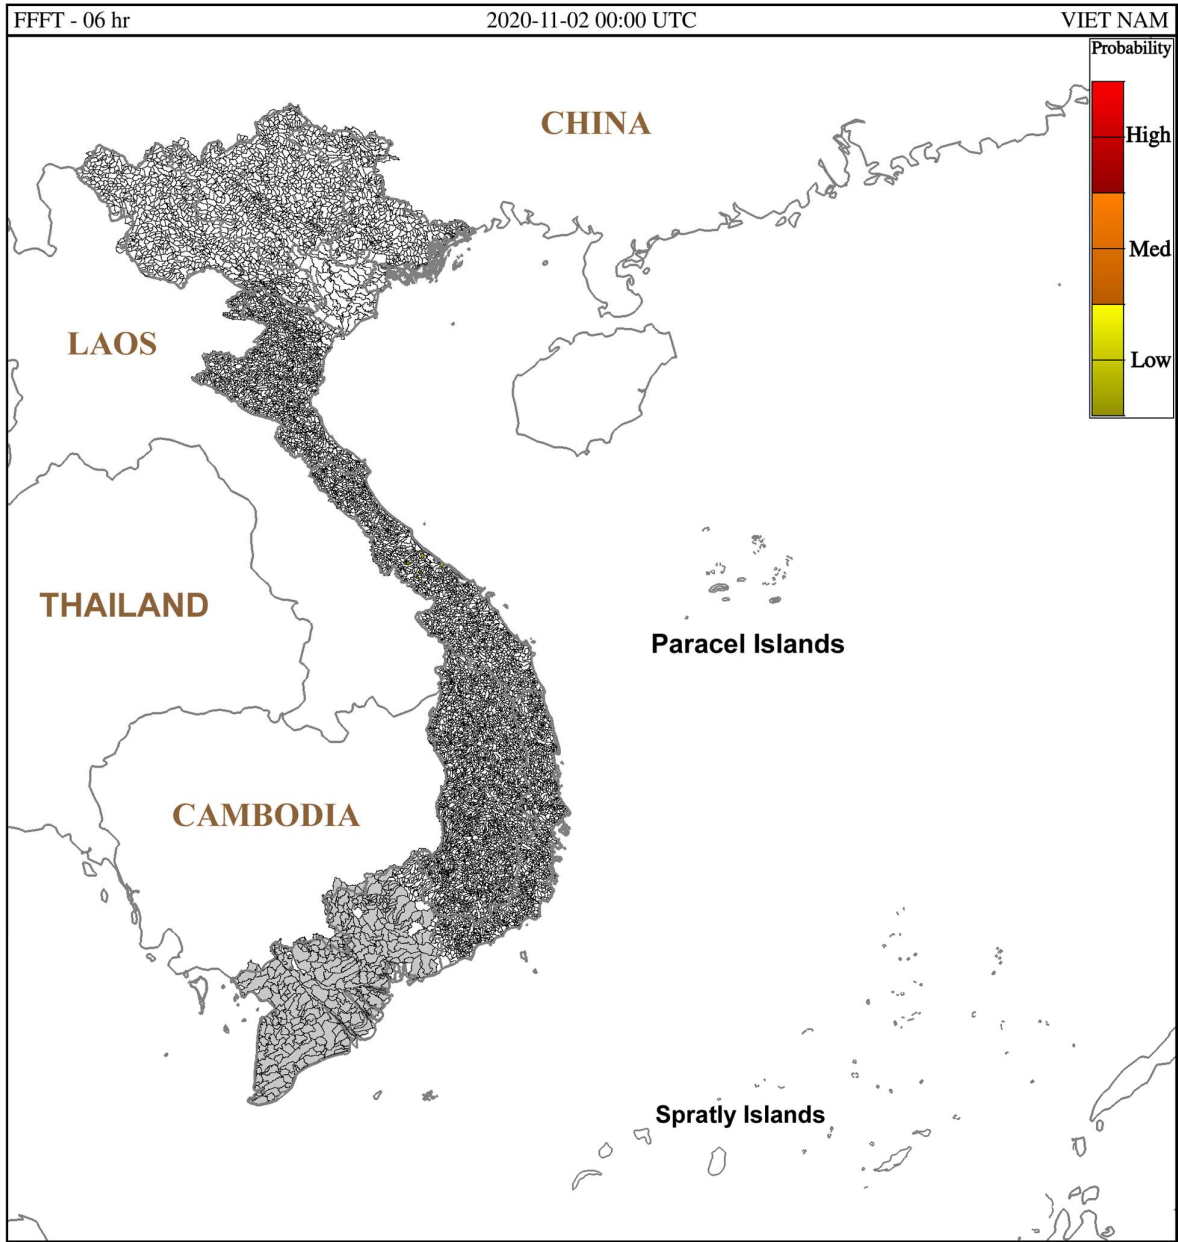 FFFT - 06 hr 2020-11-02 00:00 UTC VIET NAM
Probability
CHINA
High
Med
LAOS
Low
THAILAND
Paracel Islands
CAMBODIA
Spratly Islands